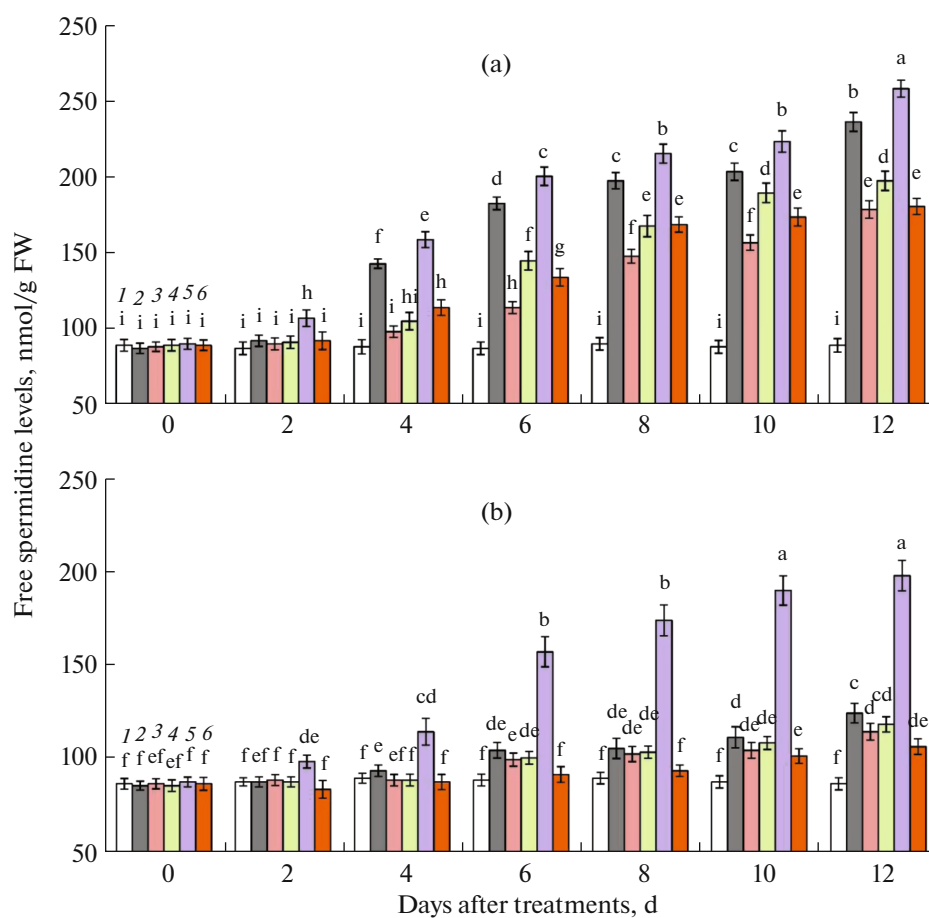 Free spermidine levels, nmol/g FW
(a)
250
250
200
150
100
50
1 2 3 4 5 6
i i i i i i
i i i i h i
i f i hi e h
i d h f c g
i c f e b e
i c f d b e
i b e d a e
0 2 4 6 8 10 12
(b)
250
200
150
100
50
1 2 3 4 5 6
f f ef ef f f
f ef f f de f
f e ef f cd f
f de e de b f
f de de de b f
f d de de a e
f c d cd a de
0 2 4 6 8 10 12
Days after treatments, d